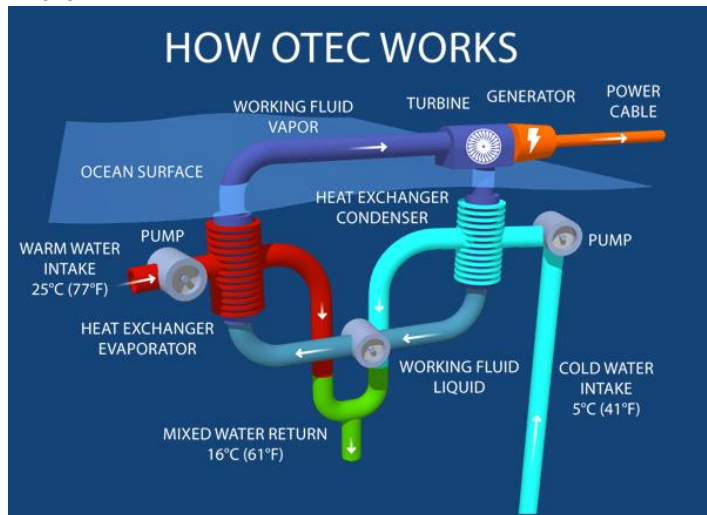 HOW OTEC WORKS
WORKING FLUID
VAPOR
TURBINE
GENERATOR
POWER
CABLE
OCEAN SURFACE
HEAT EXCHANGER
CONDENSER
WARM WATER
INTAKE
25°C (77°F)
PUMP
PUMP
HEAT EXCHANGER
EVAPORATOR
WORKING FLUID
LIQUID
COLD WATER
INTAKE
5°C (41°F)
MIXED WATER RETURN
16°C (61°F)